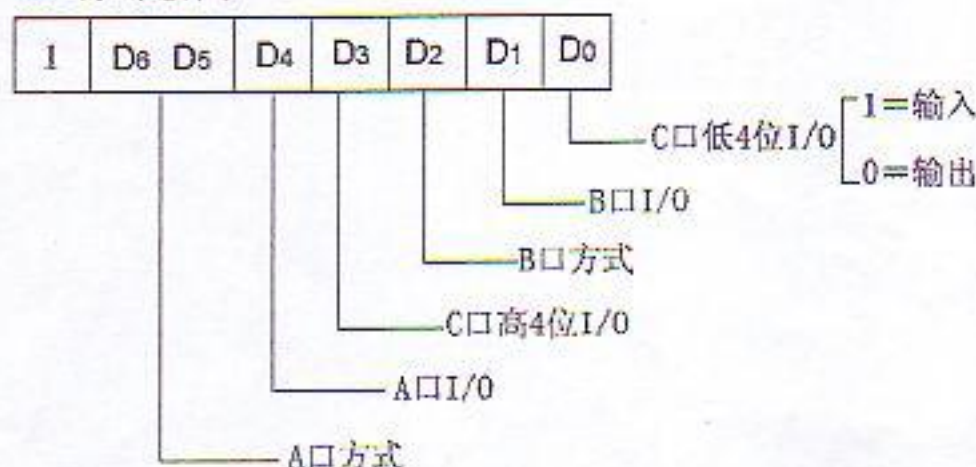 1 D6 D5 D4 D3 D2 D1 D0
C口低4位I/O 1=输入
0=输出
B口I/O
B口方式
C口高4位I/O
A口I/O
A口方式